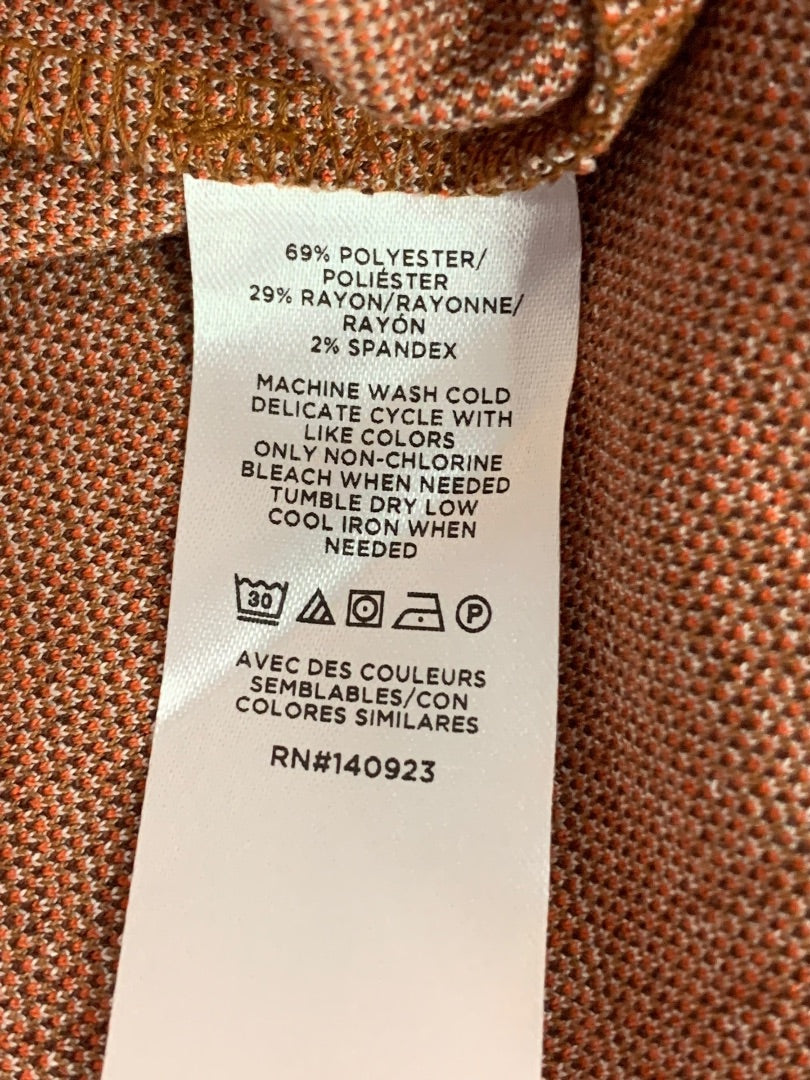 69% POLYESTER/
POLIÉSTER
29% RAYON/RAYONNE/
RAYÓN
2% SPANDEX
MACHINE WASH COLD
DELICATE CYCLE WITH
LIKE COLORS
ONLY NON-CHLORINE
BLEACH WHEN NEEDED
TUMBLE DRY LOW
COOL IRON WHEN
NEEDED
30 P
AVEC DES COULEURS
SEMBLABLES/CON
COLORES SIMILARES
RN#140923